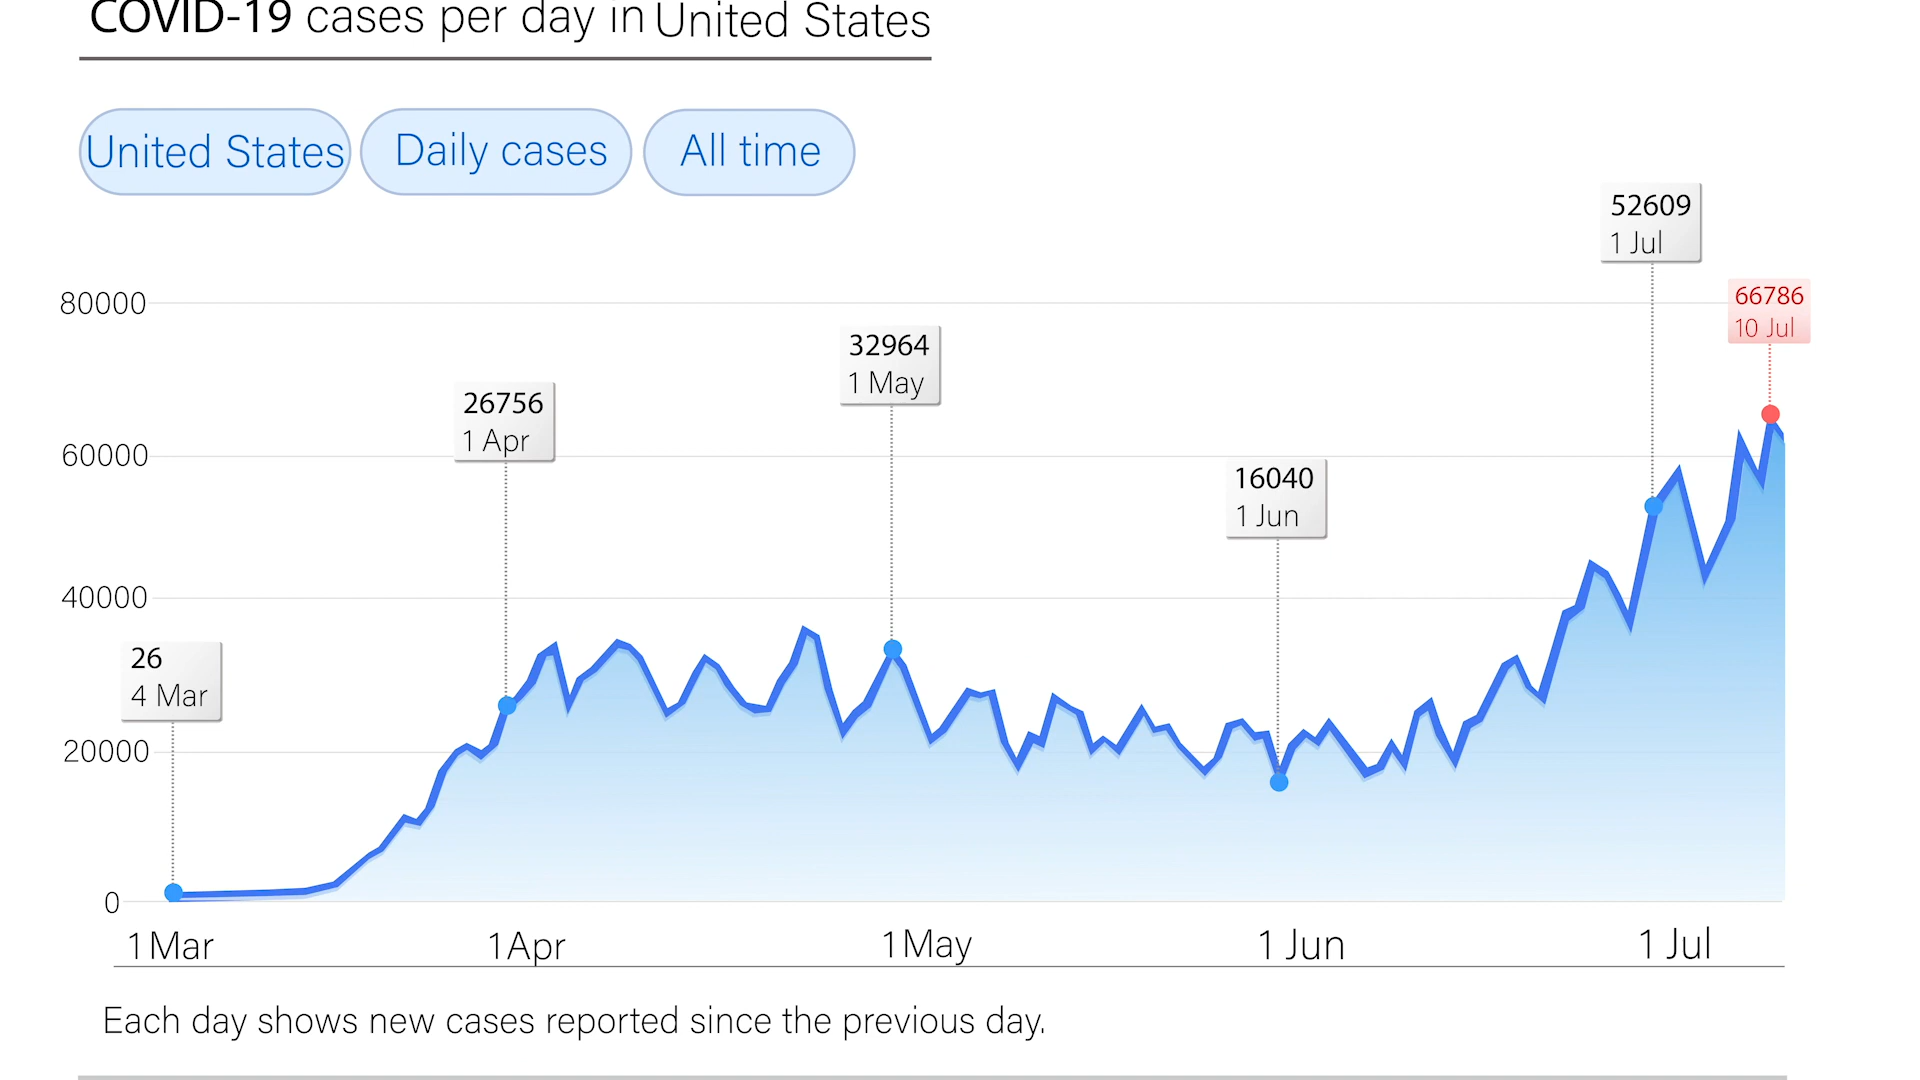 COVID-19 cases per day in United States
United States
Daily cases
All time
52609
1 Jul
80000
66786
10 Jul
32964
1 May
26756
1 Apr
60000
16040
1 Jun
40000
26
4 Mar
20000
0
1 Mar
1 Apr
1 May
1 Jun
1 Jul
Each day shows new cases reported since the previous day.